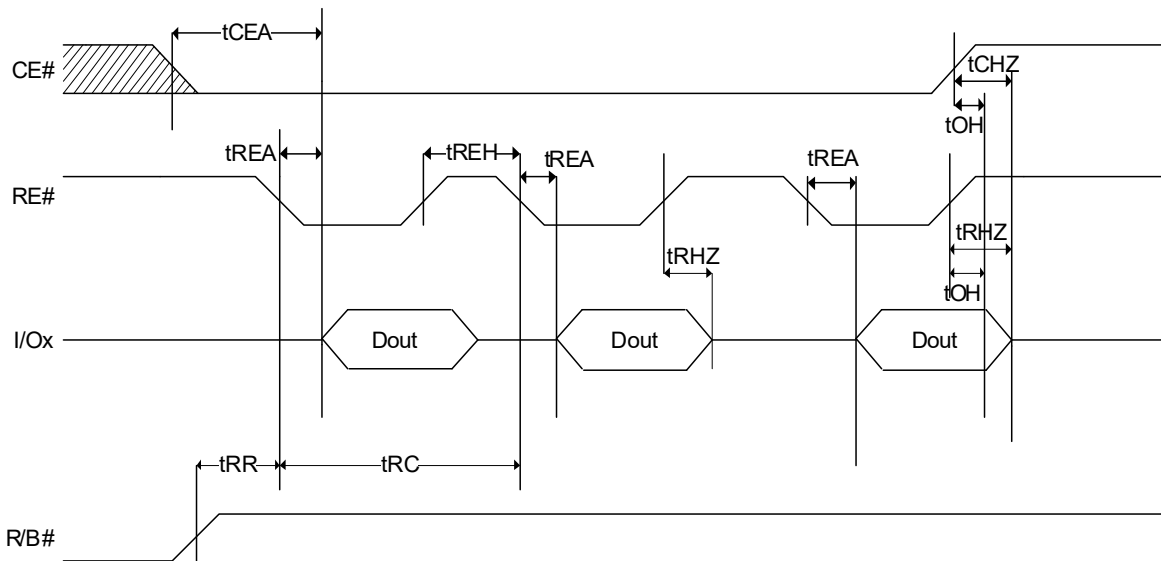 tCEA
CE#
tCHZ
tOH
tREA
tREH
tREA
tREA
RE#
tRHZ
tRHZ
tOH
I/Ox
Dout
Dout
Dout
tRR
tRC
R/B#